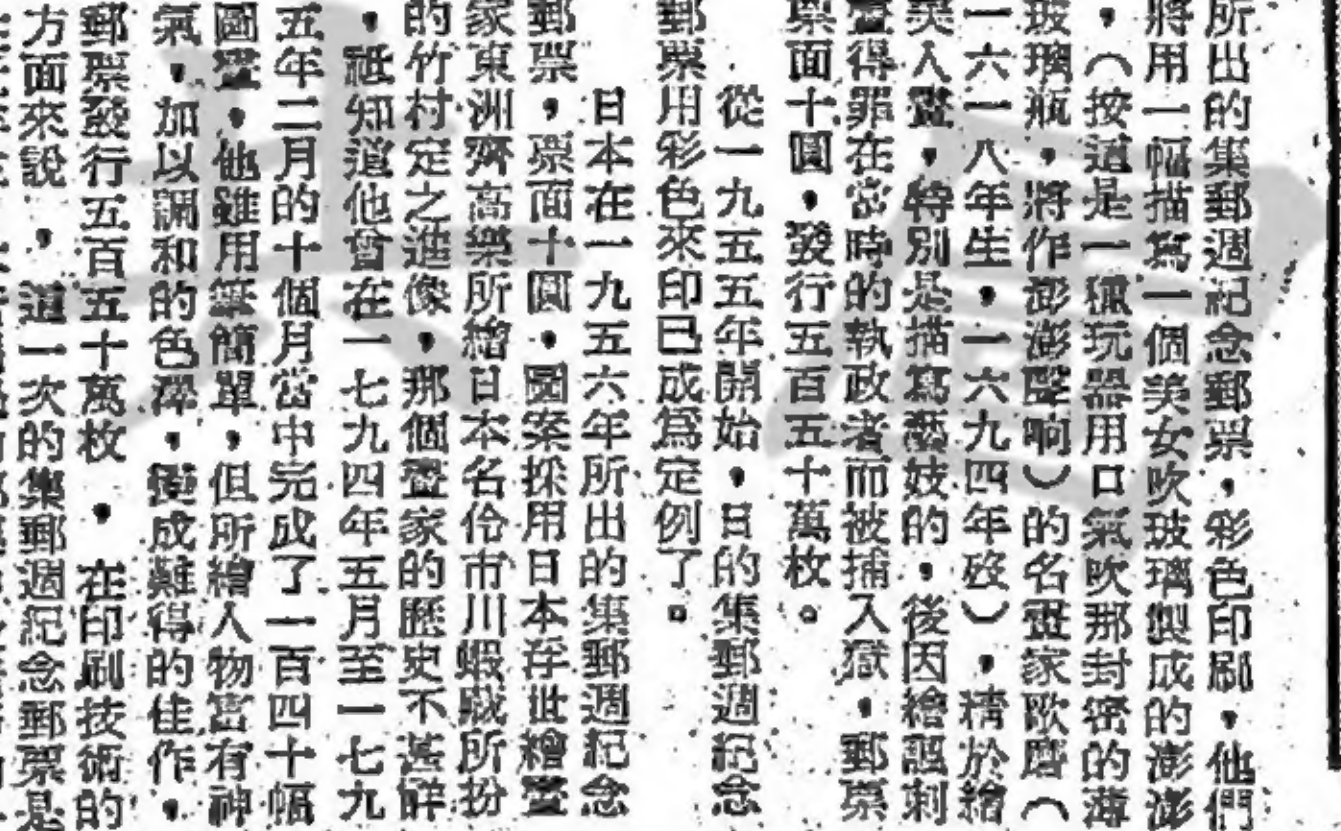 所出的集郵週紀念郵票，彩色印刷，他們
將用一幅描寫一個美女吹玻璃製成的澎澎
，（按這是一種玩器用口氣吹那封密的薄
玻璃瓶，將作澎澎聲响）的名畫家歌麿（
一六一八年生，一六九四年歿），精於繪
美人畫，特別是描寫藝妓的，後因繪諷刺
畫得罪在當時的執政者而被捕入獄，郵票
票面十圓，發行五百五十萬枚。
從一九五五年開始，日的集郵週紀念
郵票用彩色來印已成爲定例了。
日本在一九五六年所出的集郵週紀念
郵票，票面十圓，圖案採用日本浮世繪畫
家東洲齊高樂所繪日本名伶市川蝦藏所扮
的竹村定之進像，那個畫家的歷史不甚詳
，祗知道他曾在一七九四年五月至一七九
五年二月的十個月當中完成了一百四十幅
圖畫，他雖用筆簡單，但所繪人物富有神
氣，加以調和的色澤，變成難得的佳作，
郵票發行五百五十萬枚，在印刷技術的
方面來說，這一次的集郵週紀念郵票是